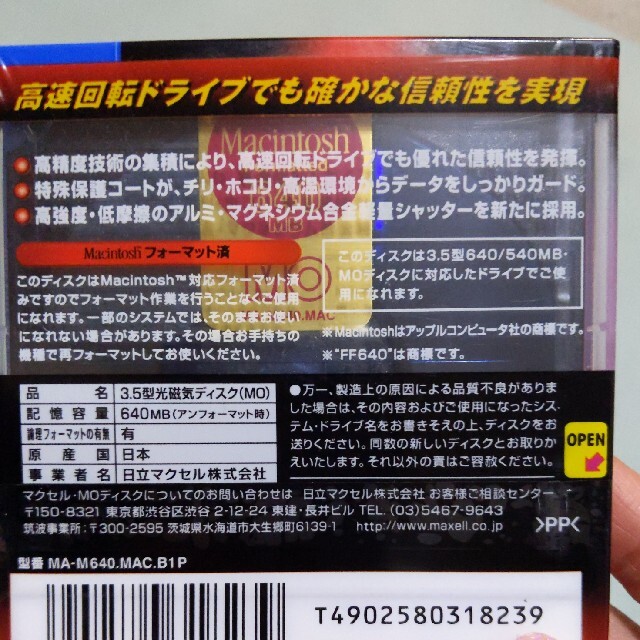 高速回転ドライブでも確かな信頼性を実現
Macintosh
●高精度技術の集積により、高速回転ドライブでも優れた信頼性を発揮。
●特殊保護コートが、チリ・ホコリ・高温環境からデータをしっかりガード。
●高強度・低摩擦のアルミ・マグネシウム合金軽量シャッターを新たに採用。
MB
Macintosh フォーマット済
このディスクはMacintosh™対応フォーマット済
みですのでフォーマット作業を行うことなくご使用
になれます。一部のシステムでは、そのままお使い
になれない場合があります。その場合お手持ちの
機種で再フォーマットしてお使いください。
このディスクは3.5型640/540MB・
MOディスクに対応したドライブでご使
用になれます。
MO
.MAC
※Macintoshはアップルコンピュータ社の商標です。
※"FF640"は商標です。
品名 3.5型光磁気ディスク(MO)
記憶容量 640MB(アンフォーマット時)
論理フォーマットの有無 有
原産国 日本
事業者名 日立マクセル株式会社
●万一、製造上の原因による品質不良がありま
した場合は、その内容およびご使用になったシス
テム・ドライブ名をお書きそえの上、ディスクをお
送りください。同数の新しいディスクとお取りか
えいたします。それ以外の責はご容赦ください。
OPEN
マクセル・MOディスクについてのお問い合わせは 日立マクセル株式会社 お客様ご相談センター
〒150-8321 東京都渋谷区渋谷 2-12-24 東建・長井ビル TEL.(03)5467-9643
筑波事業所:〒300-2595 茨城県水海道市大生郷町6139-1 http://www.maxell.co.jp
>PP<
型番 MA-M640.MAC.B1P
T4902580318239